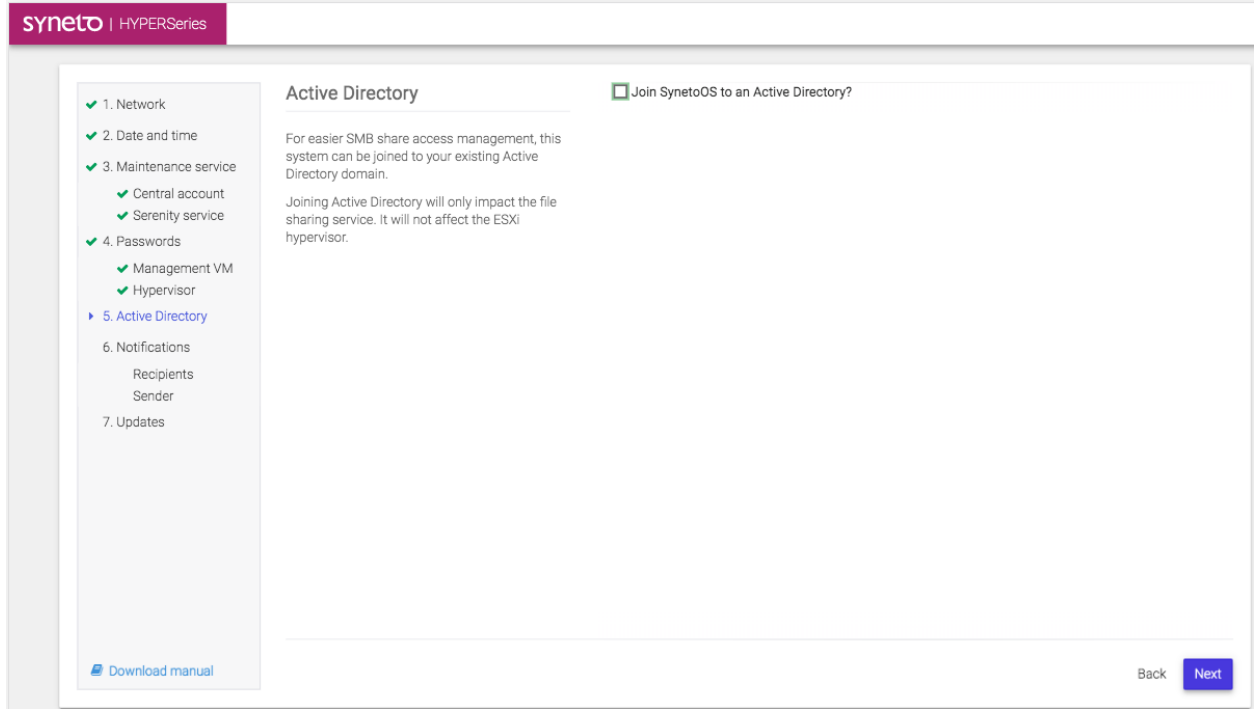 syneto | HYPERSeries
1. Network
2. Date and time
3. Maintenance service
Central account
Serenity service
4. Passwords
Management VM
Hypervisor
5. Active Directory
6. Notifications
Recipients
Sender
7. Updates
Download manual
Active Directory
For easier SMB share access management, this
system can be joined to your existing Active
Directory domain.
Joining Active Directory will only impact the file
sharing service. It will not affect the ESXi
hypervisor.
Join SynetoOS to an Active Directory?
Back
Next